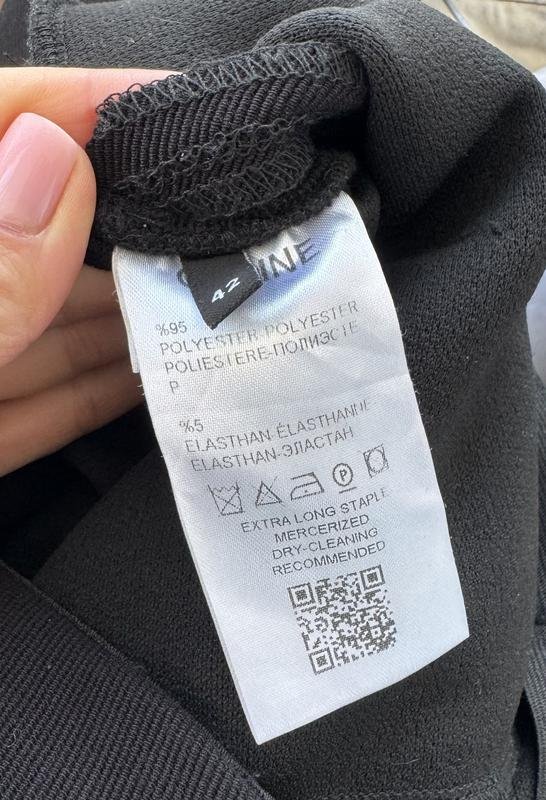 42
%95
POLYESTER-POLYESTER
POLIESTERE-ПОЛИЭСТЕ
Р
%5
ELASTHAN-ÉLASTHANNE
ELASTHAN-ЭЛАСТАН
P
EXTRA LONG STAPLE
MERCERIZED
DRY-CLEANING
RECOMMENDED